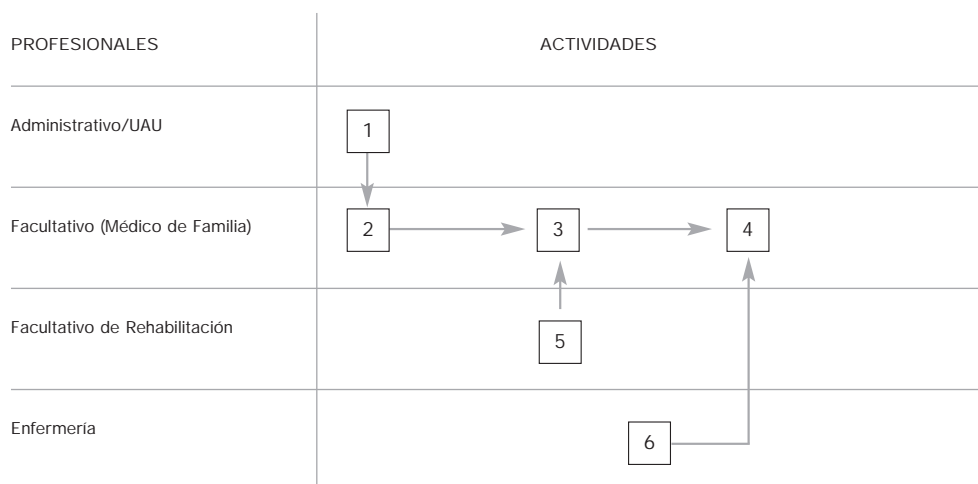 PROFESIONALES ACTIVIDADES
Administrativo/UAU 1
Facultativo (Médico de Familia) 2 3 4
Facultativo de Rehabilitación 5
Enfermería 6